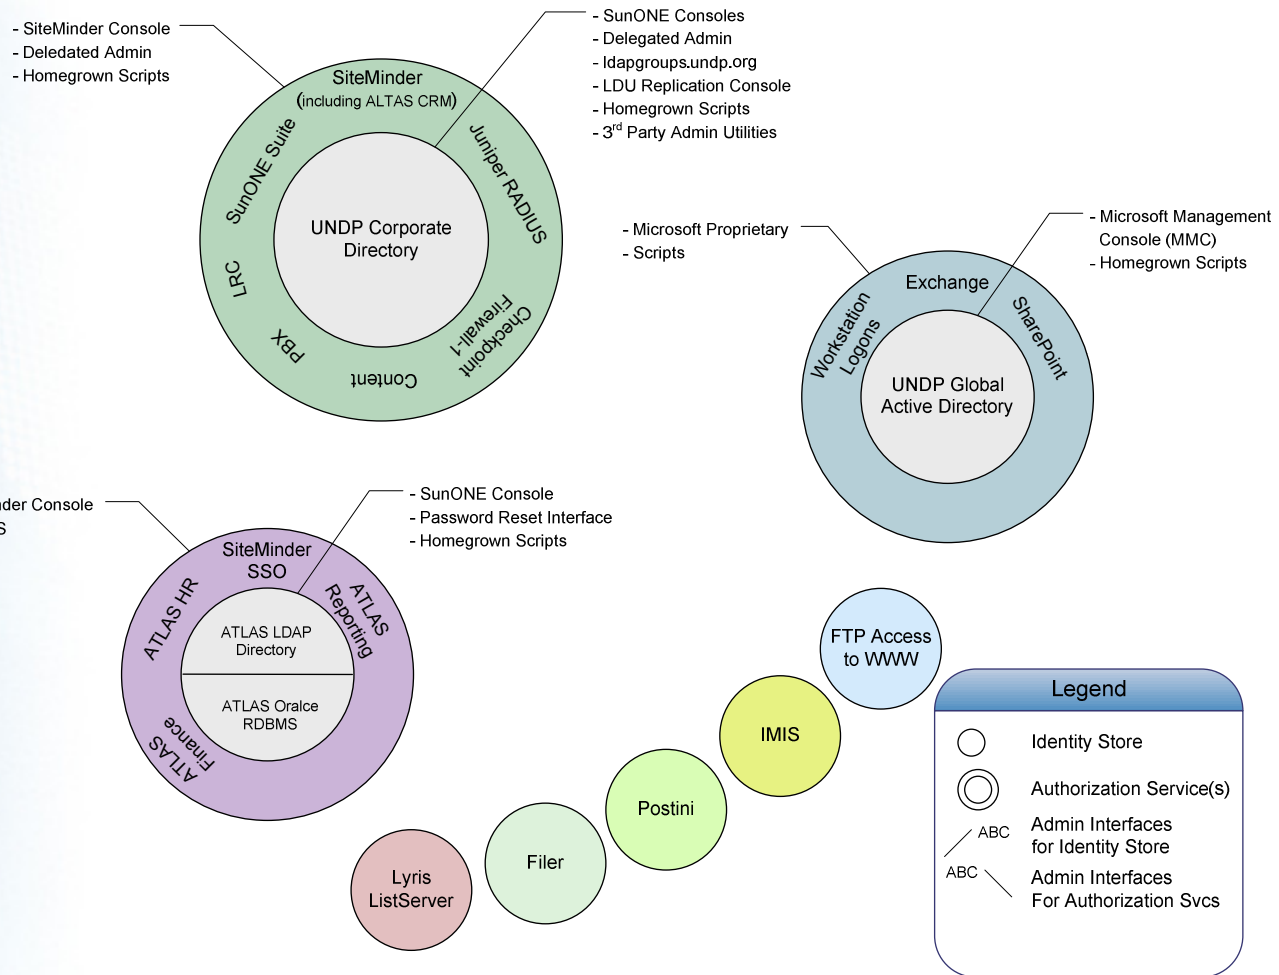 - SiteMinder Console
- Deledated Admin
- Homegrown Scripts
- SunONE Consoles
- Delegated Admin
- ldapgroups.undp.org
- LDU Replication Console
- Homegrown Scripts
- 3rd Party Admin Utilities
SiteMinder
(including ALTAS CRM)
SunONE Suite
Juniper RADIUS
LRC
PBX
Content
Checkpoint
Firewall-1
UNDP Corporate
Directory
- Microsoft Proprietary
- Scripts
- Microsoft Management
Console (MMC)
- Homegrown Scripts
Exchange
Workstation
Logons
SharePoint
UNDP Global
Active Directory
nder Console
S
- SunONE Console
- Password Reset Interface
- Homegrown Scripts
SiteMinder
SSO
ATLAS HR
ATLAS
Reporting
ATLAS
Finance
ATLAS LDAP
Directory
ATLAS Oralce
RDBMS
FTP Access
to WWW
IMIS
Postini
Filer
Lyris
ListServer
Legend
Identity Store
Authorization Service(s)
ABC
Admin Interfaces
for Identity Store
ABC
Admin Interfaces
For Authorization Svcs